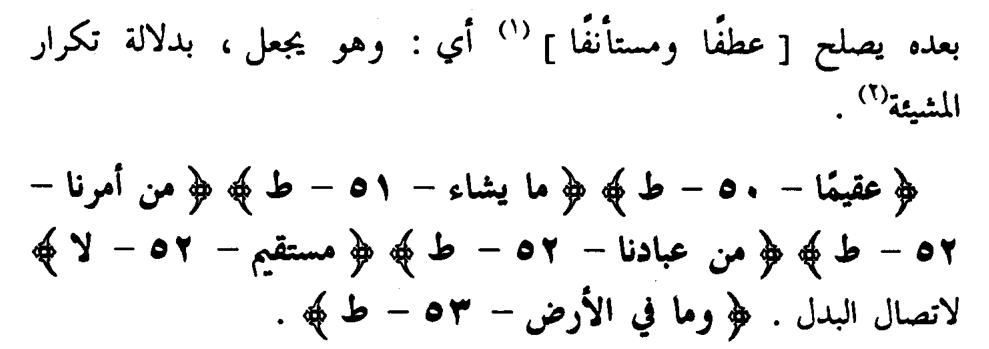 بعده يصلح [ عطفًا ومستأنفًا ] (١) أي : وهو يجعل ، بدلالة تكرار
المشيئة(٢) .
﴿ عقيمًا – ٥٠ – ط ﴾ ﴿ ما يشاء – ٥١ – ط ﴾ ﴿ من أمرنا –
٥٢ – ط ﴾ ﴿ من عبادنا – ٥٢ – ط ﴾ ﴿ مستقيم – ٥٢ – لا ﴾
لاتصال البدل . ﴿ وما في الأرض – ٥٣ – ط ﴾ .